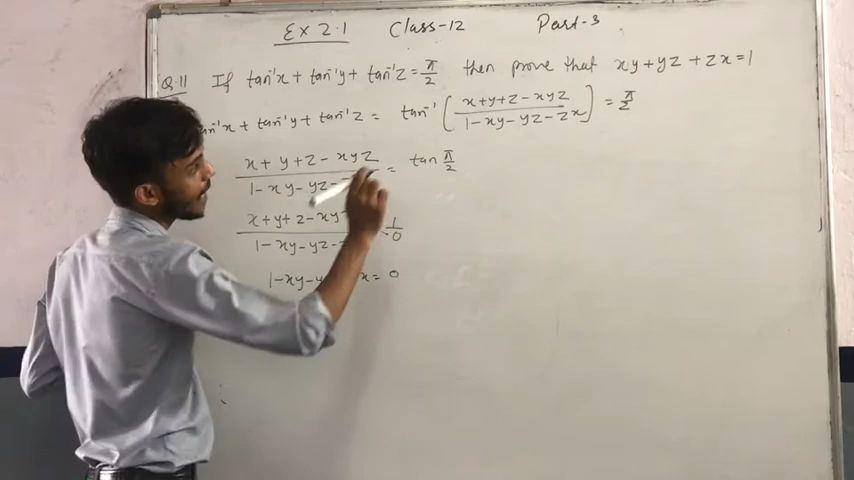 Ex 2.1 Class-12 Part-3
Q.11 If tan⁻¹x + tan⁻¹y + tan⁻¹z = π/2 then prove that xy + yz + zx = 1
an⁻¹x + tan⁻¹y + tan⁻¹z = tan⁻¹ ( x+y+z-xyz / 1-xy-yz-zx ) = π/2
x+y+z-xyz / 1-xy-yz- = tan π/2
x+y+z-xy / 1-xy-yz- 1/0
1-xy-y x = 0